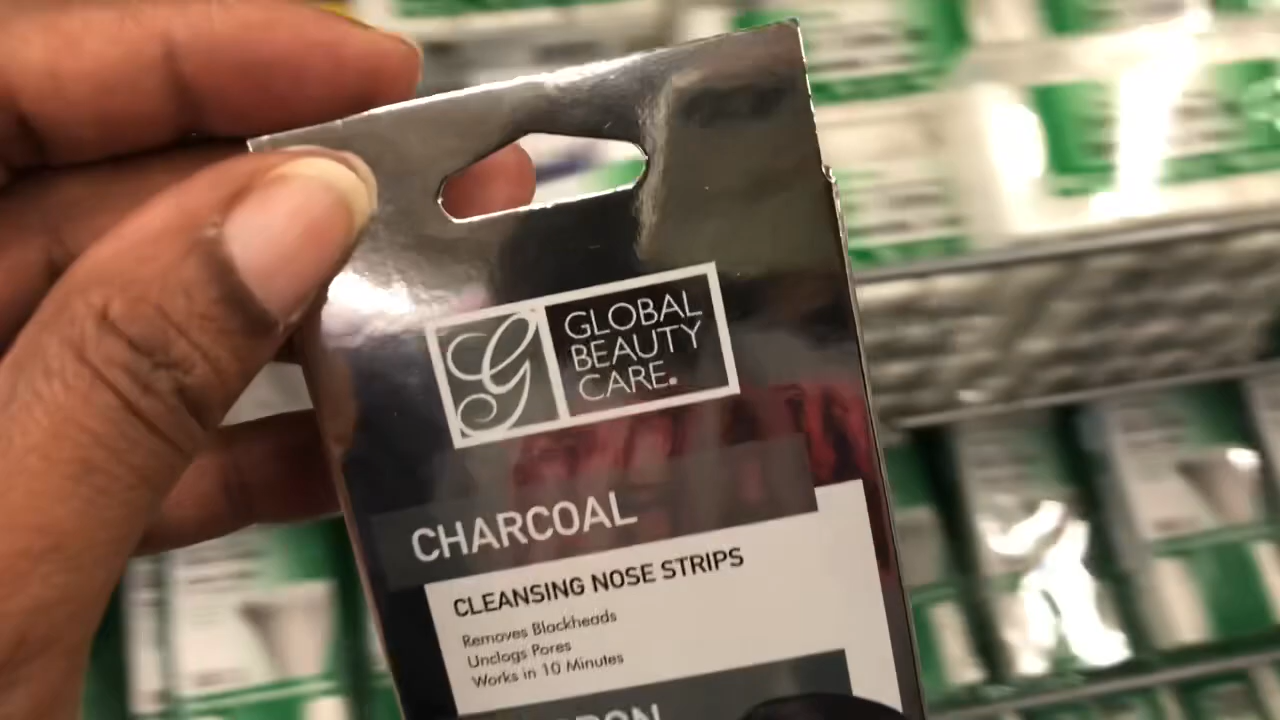 G
GLOBAL
BEAUTY
CARE.
CHARCOAL
CLEANSING NOSE STRIPS
Removes Blackheads
Unclogs Pores
Works in 10 Minutes